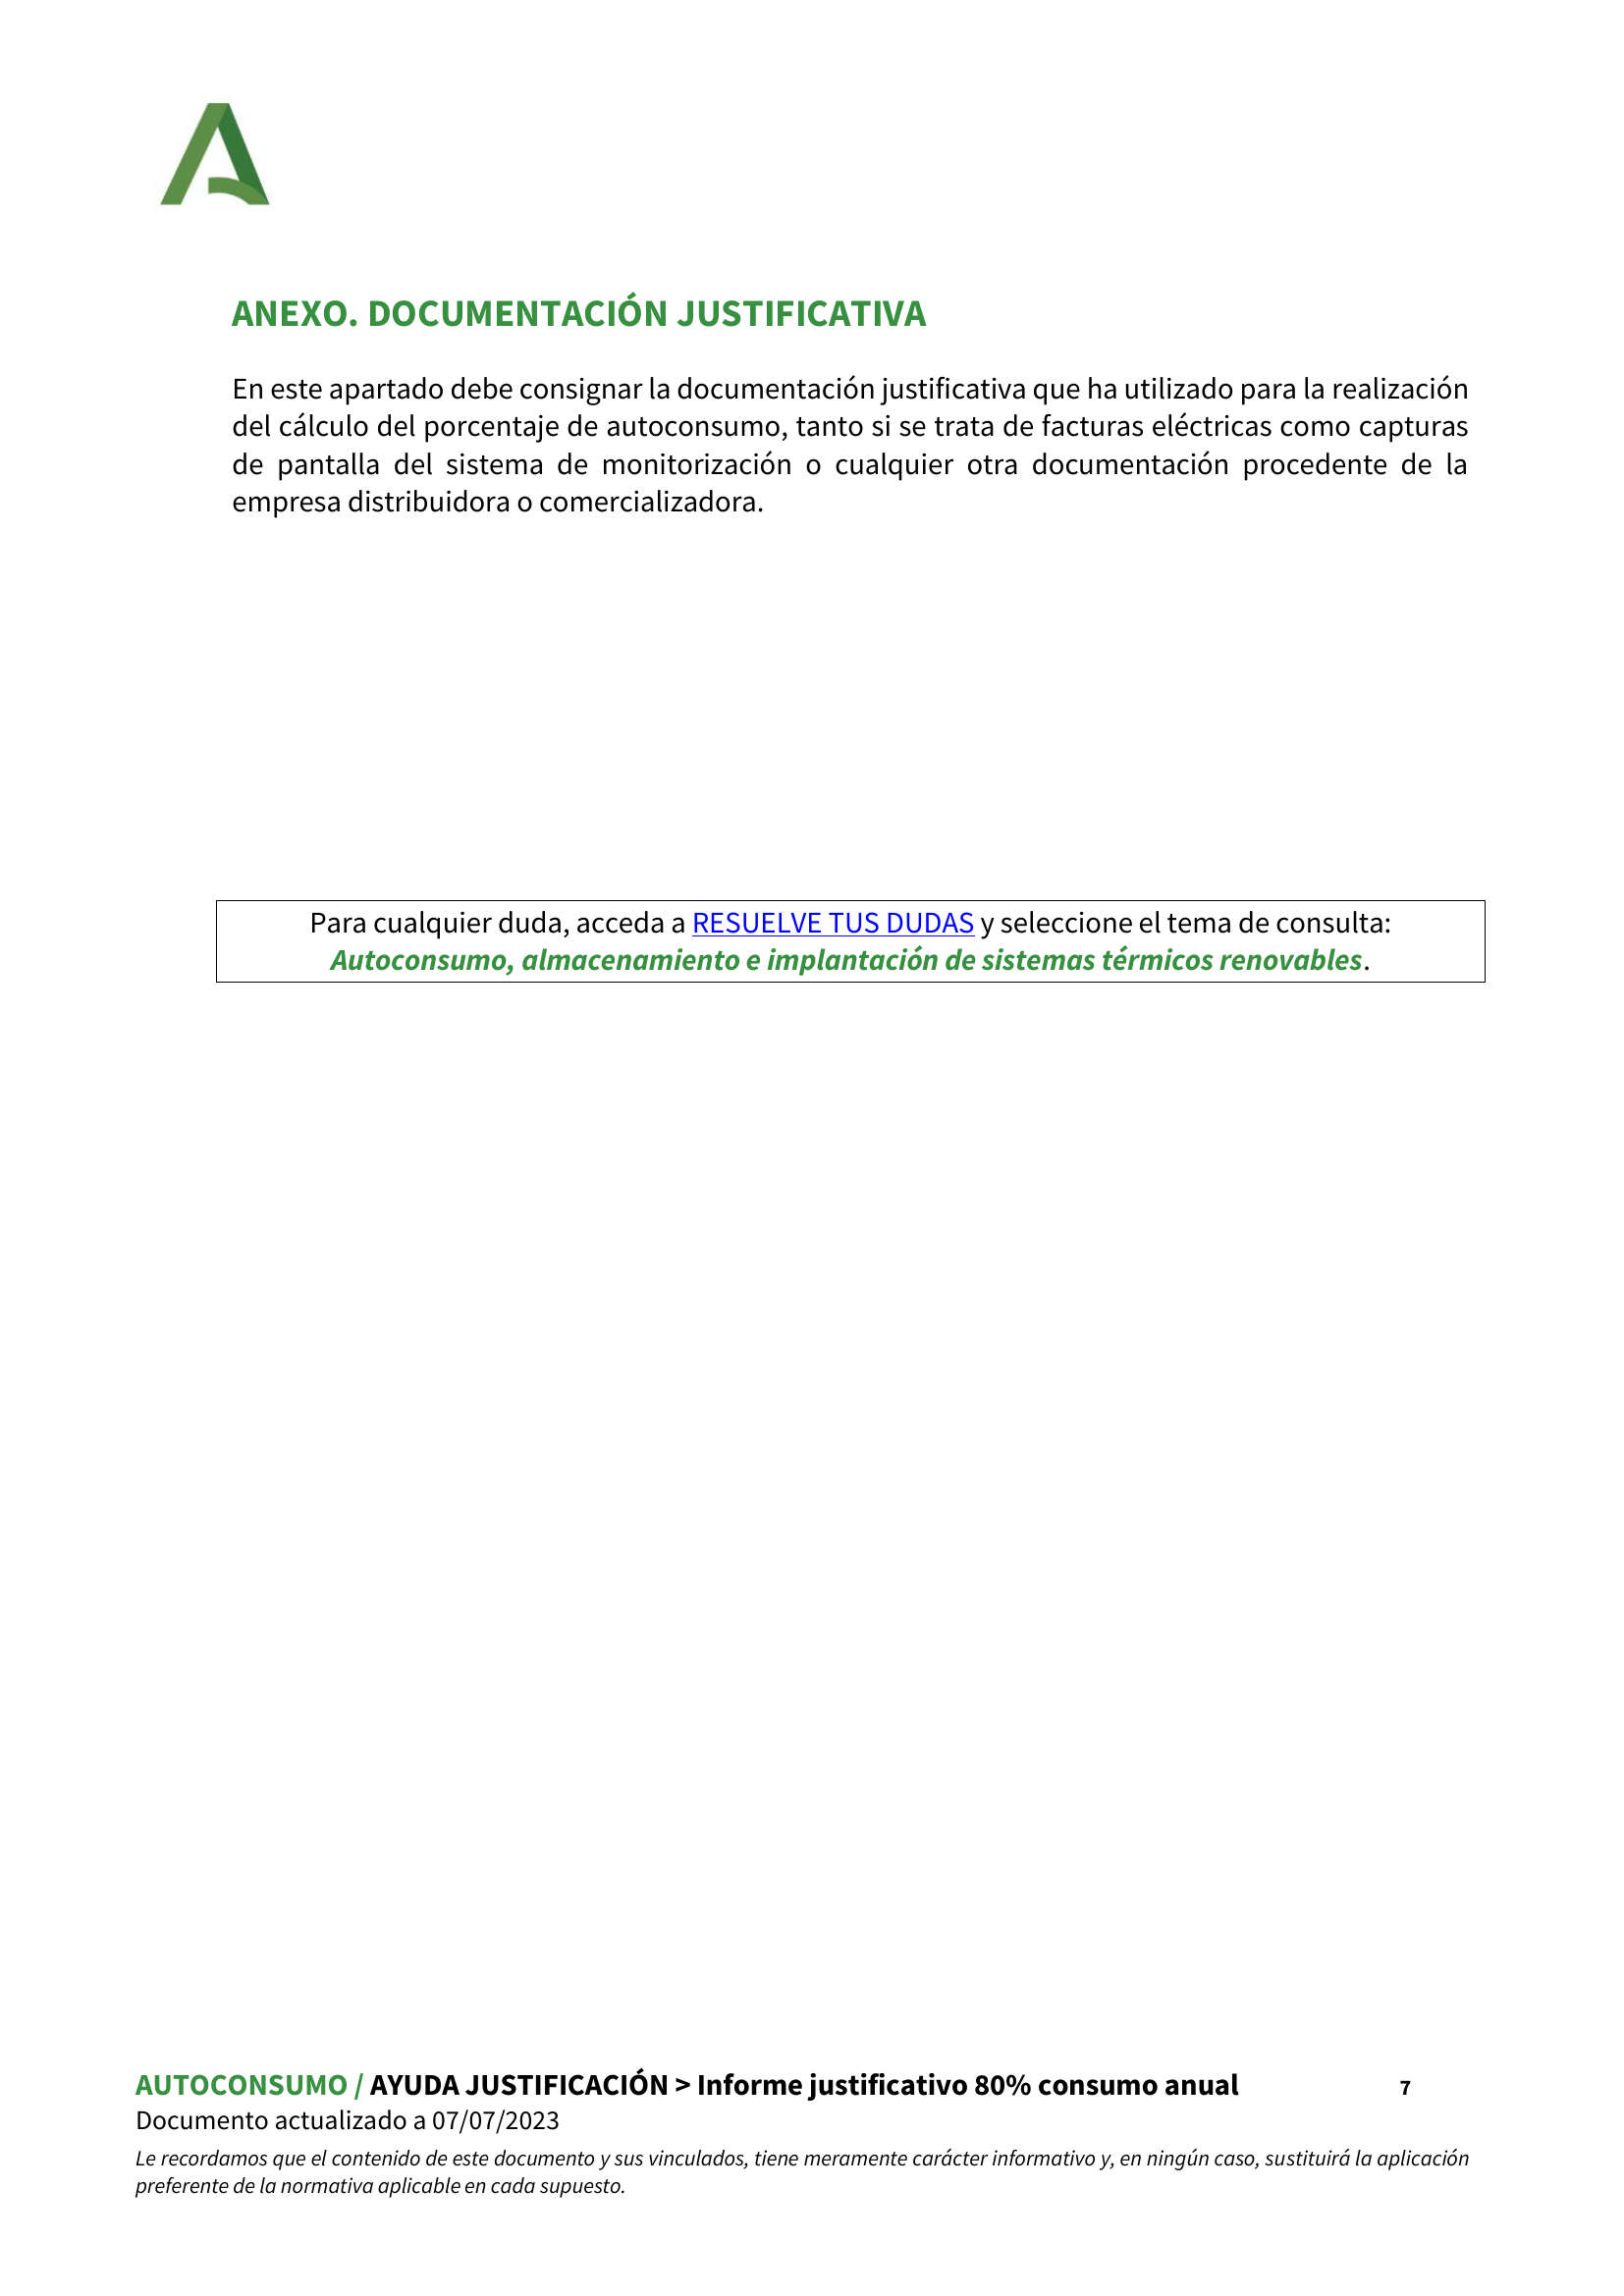 ANEXO. DOCUMENTACIÓN JUSTIFICATIVA
En este apartado debe consignar la documentación justificativa que ha utilizado para la realización
del cálculo del porcentaje de autoconsumo, tanto si se trata de facturas eléctricas como capturas
de pantalla del sistema de monitorización o cualquier otra documentación procedente de la
empresa distribuidora o comercializadora.
Para cualquier duda, acceda a RESUELVE TUS DUDAS y seleccione el tema de consulta:
Autoconsumo, almacenamiento e implantación de sistemas térmicos renovables.
AUTOCONSUMO / AYUDA JUSTIFICACIÓN > Informe justificativo 80% consumo anual 7
Documento actualizado a 07/07/2023
Le recordamos que el contenido de este documento y sus vinculados, tiene meramente carácter informativo y, en ningún caso, sustituirá la aplicación
preferente de la normativa aplicable en cada supuesto.